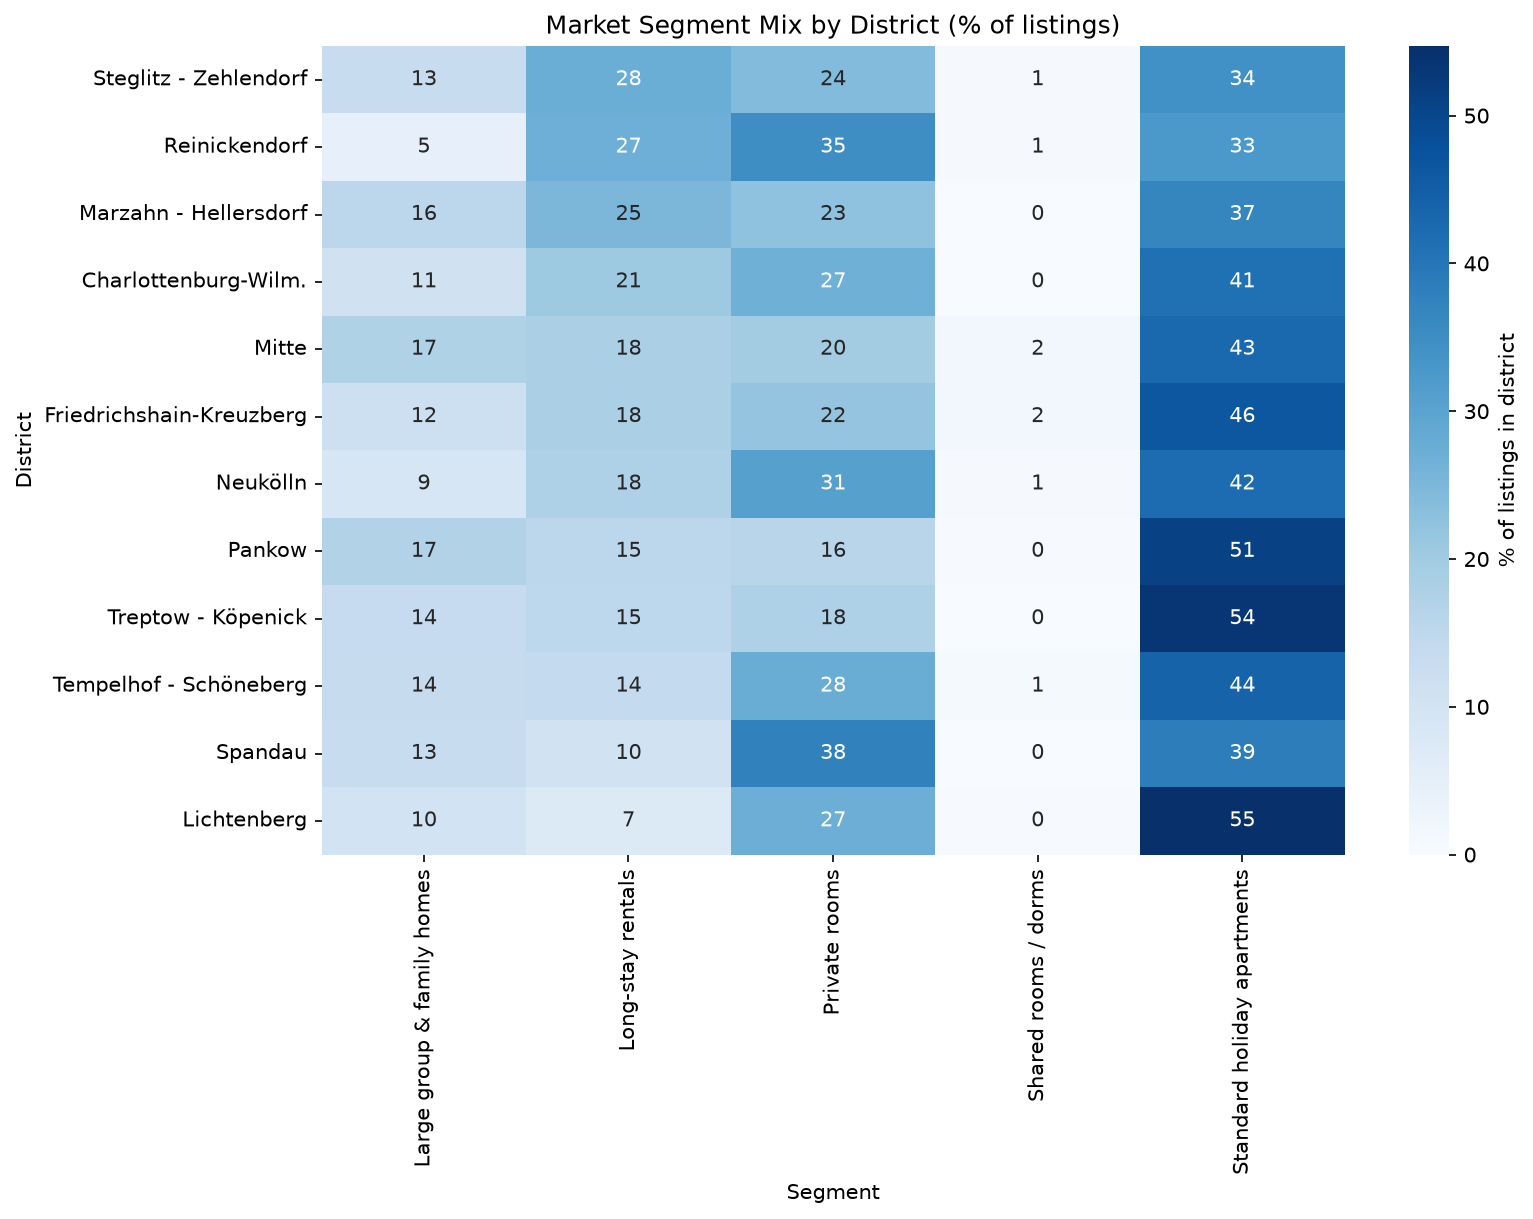 Market Segment Mix by District (% of listings)
Steglitz - Zehlendorf 13 28 24 1 34
Reinickendorf 5 27 35 1 33
Marzahn - Hellersdorf 16 25 23 0 37
Charlottenburg-Wilm. 11 21 27 0 41
Mitte 17 18 20 2 43
Friedrichshain-Kreuzberg 12 18 22 2 46
Neukölln 9 18 31 1 42
Pankow 17 15 16 0 51
Treptow - Köpenick 14 15 18 0 54
Tempelhof - Schöneberg 14 14 28 1 44
Spandau 13 10 38 0 39
Lichtenberg 10 7 27 0 55
District
Large group & family homes
Long-stay rentals
Private rooms
Shared rooms / dorms
Standard holiday apartments
Segment
50
40
30
20
10
0
% of listings in district